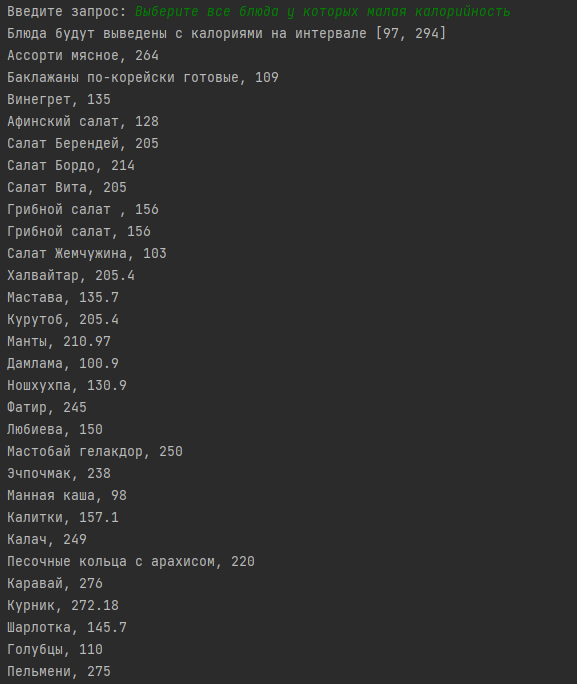 Введите запрос: Выберите все блюда у которых малая калорийность
Блюда будут выведены с калориями на интервале [97, 294]
Ассорти мясное, 264
Баклажаны по-корейски готовые, 109
Винегрет, 135
Афинский салат, 128
Салат Берендей, 205
Салат Бордо, 214
Салат Вита, 205
Грибной салат , 156
Грибной салат, 156
Салат Жемчужина, 103
Халвайтар, 205.4
Мастава, 135.7
Курутоб, 205.4
Манты, 210.97
Дамлама, 100.9
Ношхухпа, 130.9
Фатир, 245
Любиева, 150
Мастобай гелакдор, 250
Эчпочмак, 238
Манная каша, 98
Калитки, 157.1
Калач, 249
Песочные кольца с арахисом, 220
Каравай, 276
Курник, 272.18
Шарлотка, 145.7
Голубцы, 110
Пельмени, 275